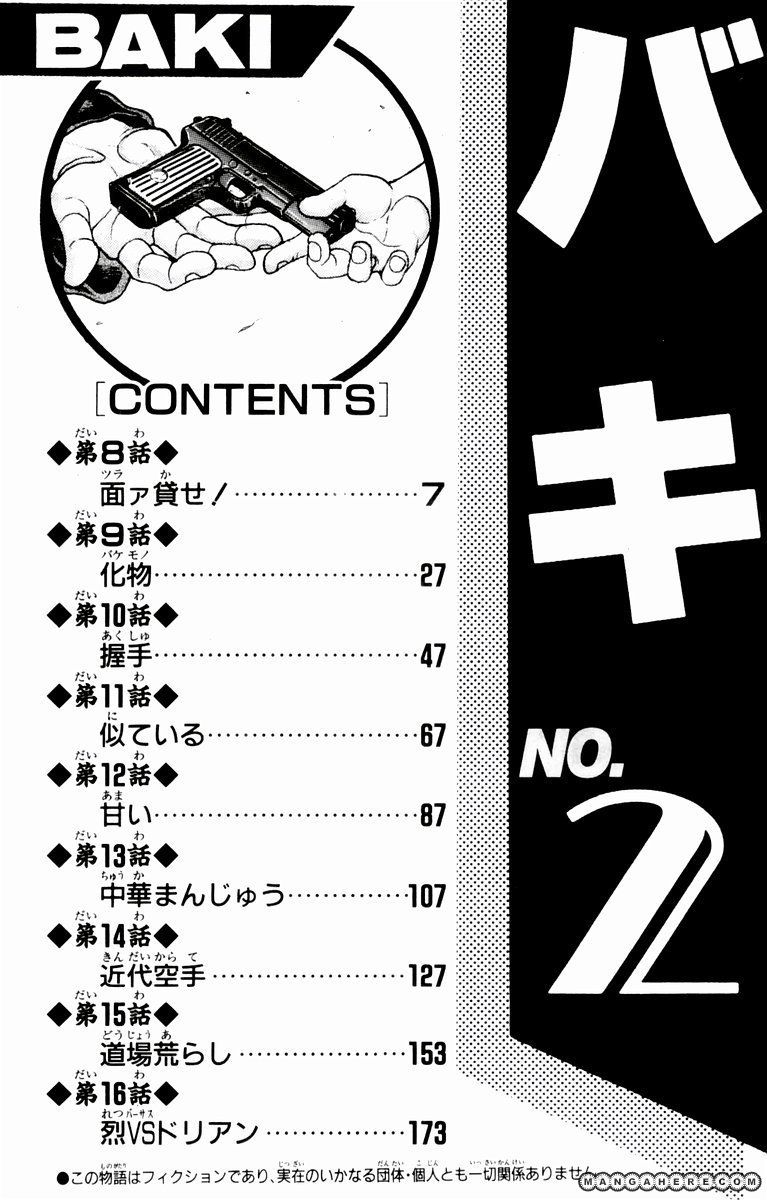 BAKI
バキ
NO.
2
[CONTENTS]
◆第8話◆
面ァ貸せ!……………………7
◆第9話◆
化物……………………………27
◆第10話◆
握手……………………………47
◆第11話◆
似ている………………………67
◆第12話◆
甘い……………………………87
◆第13話◆
中華まんじゅう……………107
◆第14話◆
近代空手……………………127
◆第15話◆
道場荒らし…………………153
◆第16話◆
烈VSドリアン………………173
●この物語はフィクションであり、実在のいかなる団体・個人とも一切関係ありません
MANGAHERE.COM